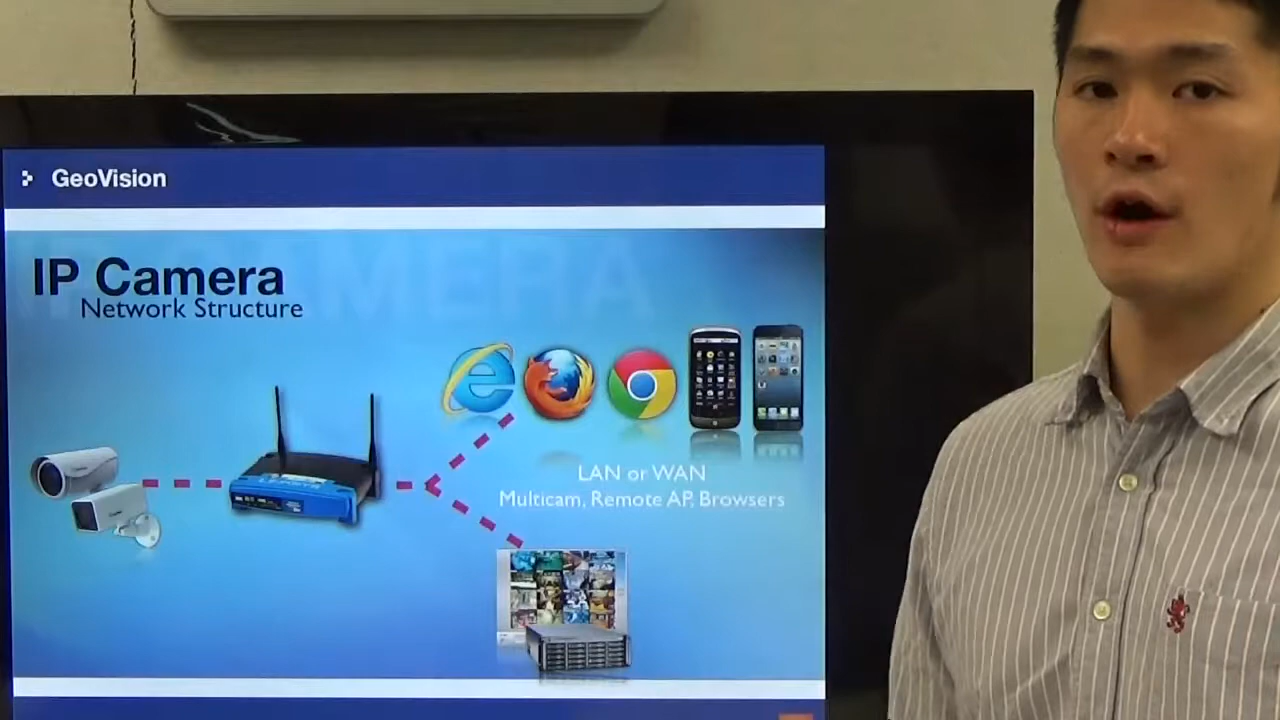 GeoVision
IP Camera
Network Structure
LAN or WAN
Multicam, Remote AP, Browsers